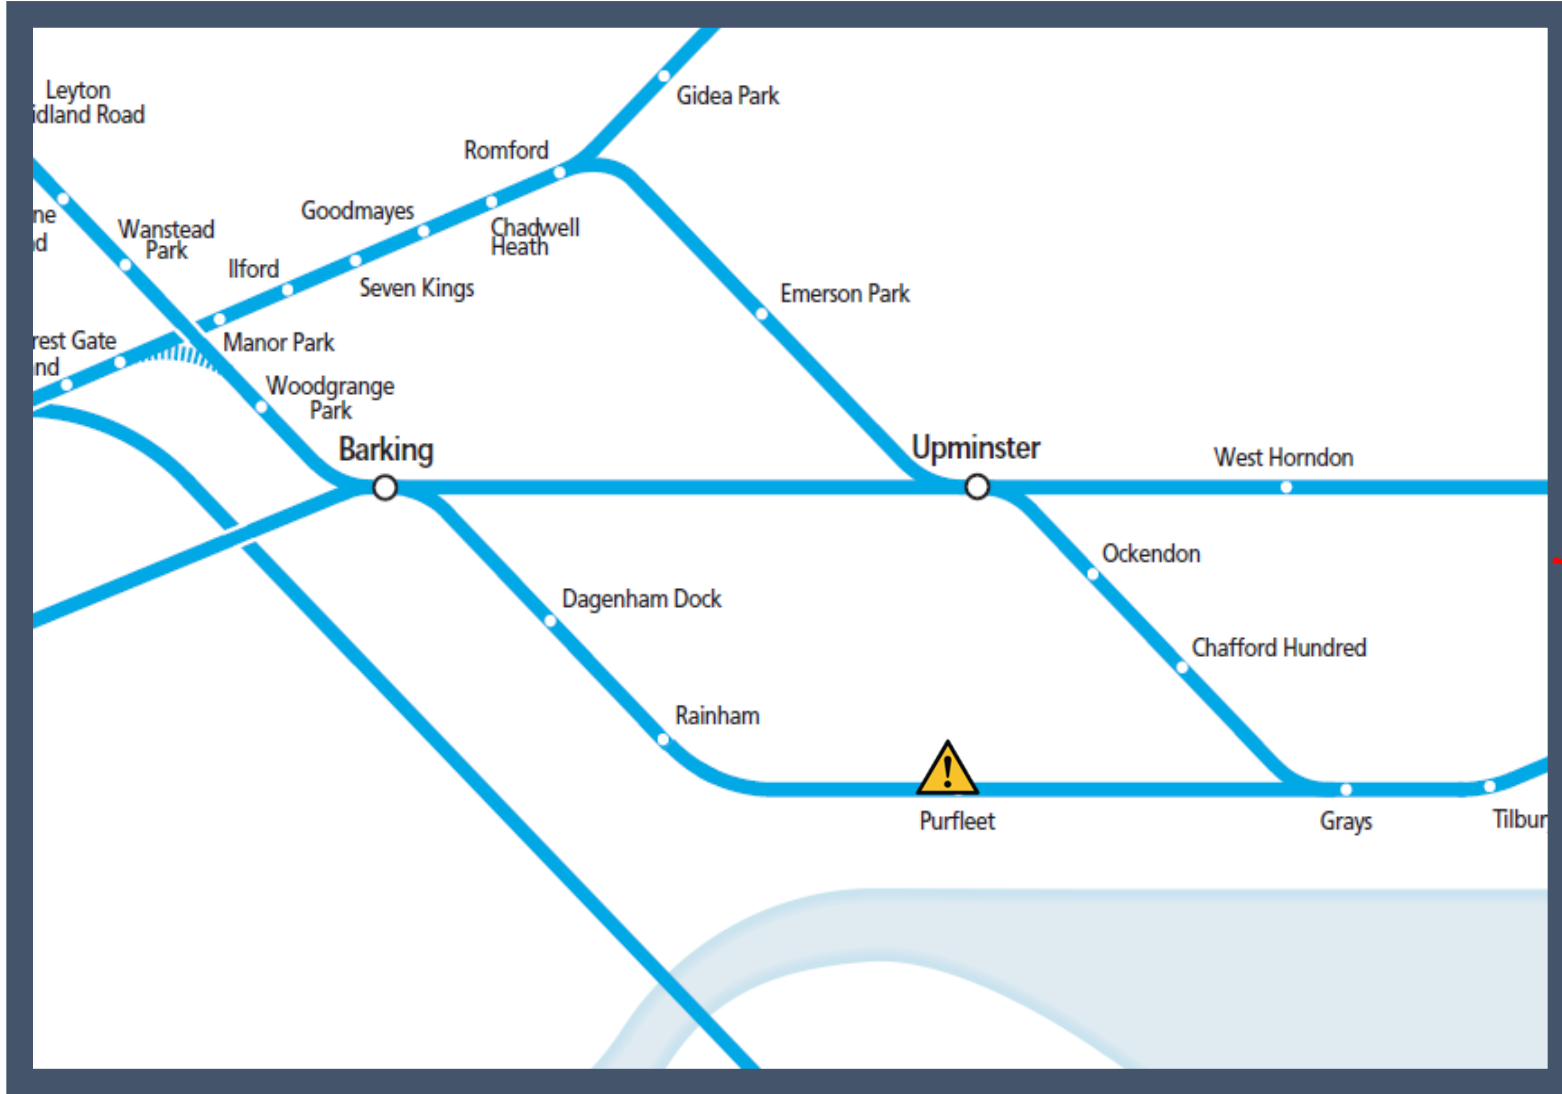 Leyton
idland Road
Gidea Park
Romford
Goodmayes
Chadwell
Heath
ne
d
Wanstead
Park
Ilford
Seven Kings
Emerson Park
rest Gate
nd
Manor Park
Woodgrange
Park
Barking
Upminster
West Horndon
Ockendon
Dagenham Dock
Chafford Hundred
Rainham
!
Purfleet
Grays
Tilbur